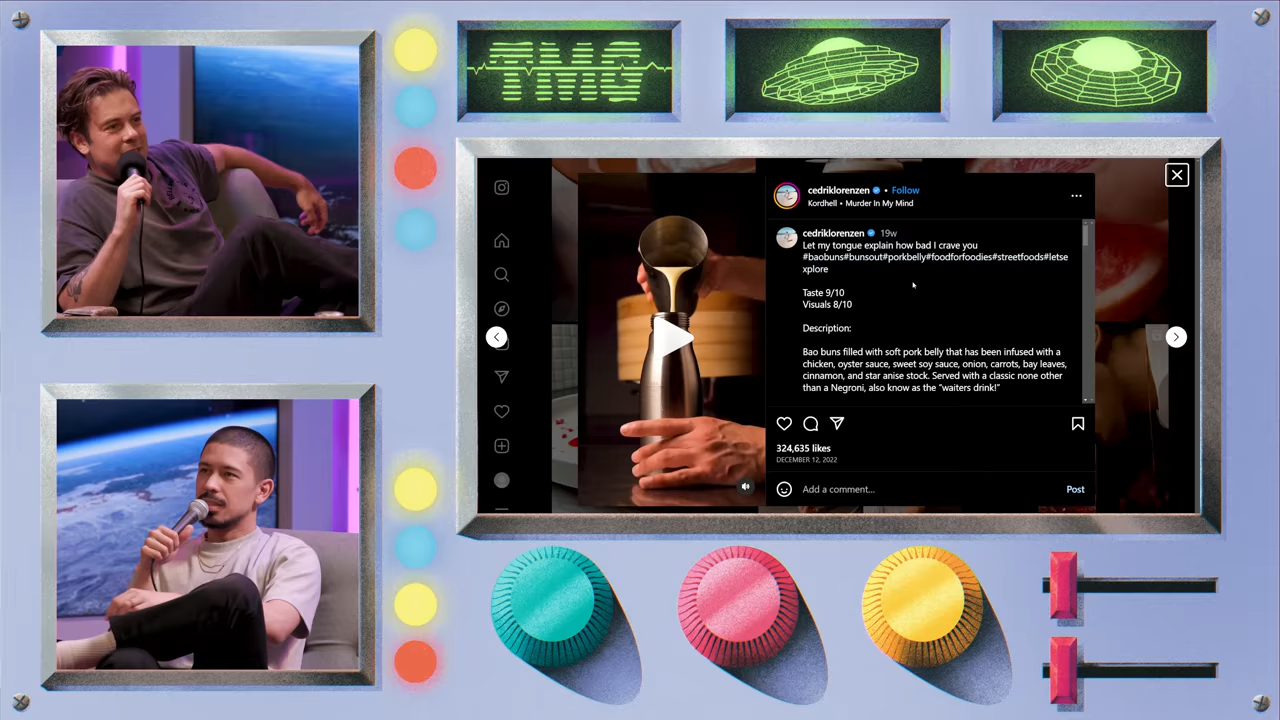 TMG
cedriklorenzen • Follow
Kordhell • Murder In My Mind
cedriklorenzen 19w
Let my tongue explain how bad I crave you
#baobuns#bunsout#porkbelly#foodforfoodies#streetfoods#letse
xplore
Taste 9/10
Visuals 8/10
Description:
Bao buns filled with soft pork belly that has been infused with a
chicken, oyster sauce, sweet soy sauce, onion, carrots, bay leaves,
cinnamon, and star anise stock. Served with a classic none other
than a Negroni, also know as the “waiters drink!”
324,635 likes
DECEMBER 12, 2022
Add a comment... Post